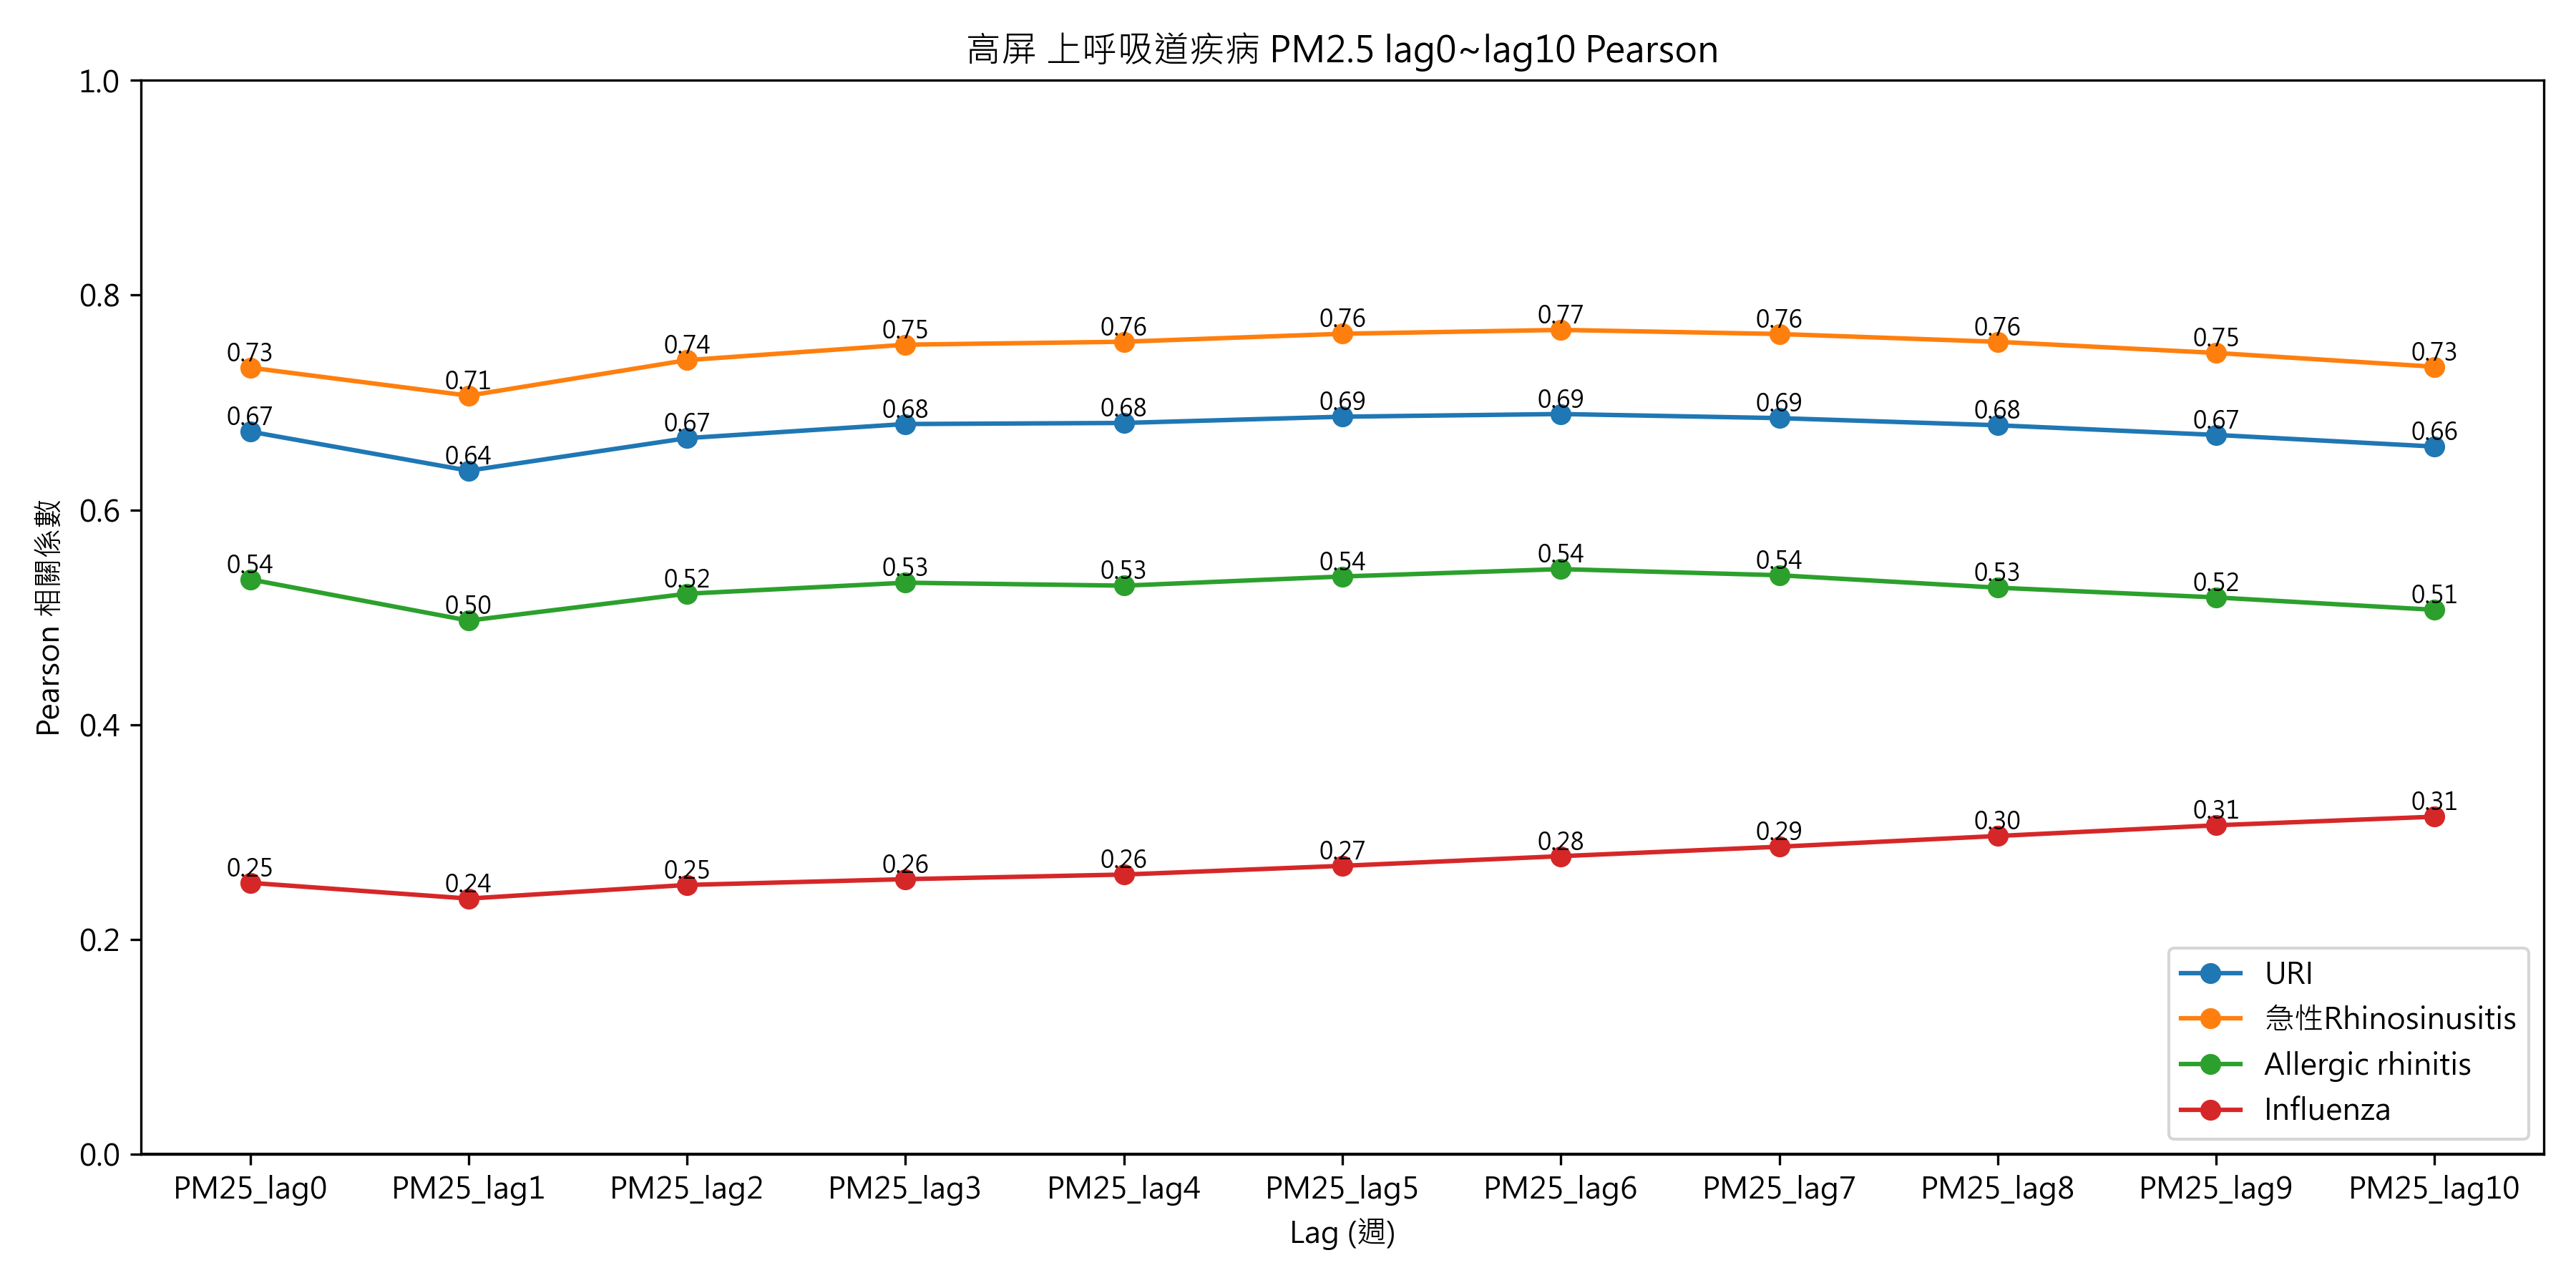 高屏 上呼吸道疾病 PM2.5 lag0~lag10 Pearson
Pearson 相關係數
1.0
0.8
0.6
0.4
0.2
0.0
0.73 0.71 0.74 0.75 0.76 0.76 0.77 0.76 0.76 0.75 0.73
0.67 0.64 0.67 0.68 0.68 0.69 0.69 0.69 0.68 0.67 0.66
0.54 0.50 0.52 0.53 0.53 0.54 0.54 0.54 0.53 0.52 0.51
0.25 0.24 0.25 0.26 0.26 0.27 0.28 0.29 0.30 0.31 0.31
URI
急性Rhinosinusitis
Allergic rhinitis
Influenza
PM25_lag0 PM25_lag1 PM25_lag2 PM25_lag3 PM25_lag4 PM25_lag5 PM25_lag6 PM25_lag7 PM25_lag8 PM25_lag9 PM25_lag10
Lag (週)